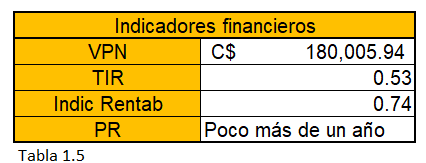 Indicadores financieros
VPN C$ 180,005.94
TIR 0.53
Indic Rentab 0.74
PR Poco más de un año
Tabla 1.5